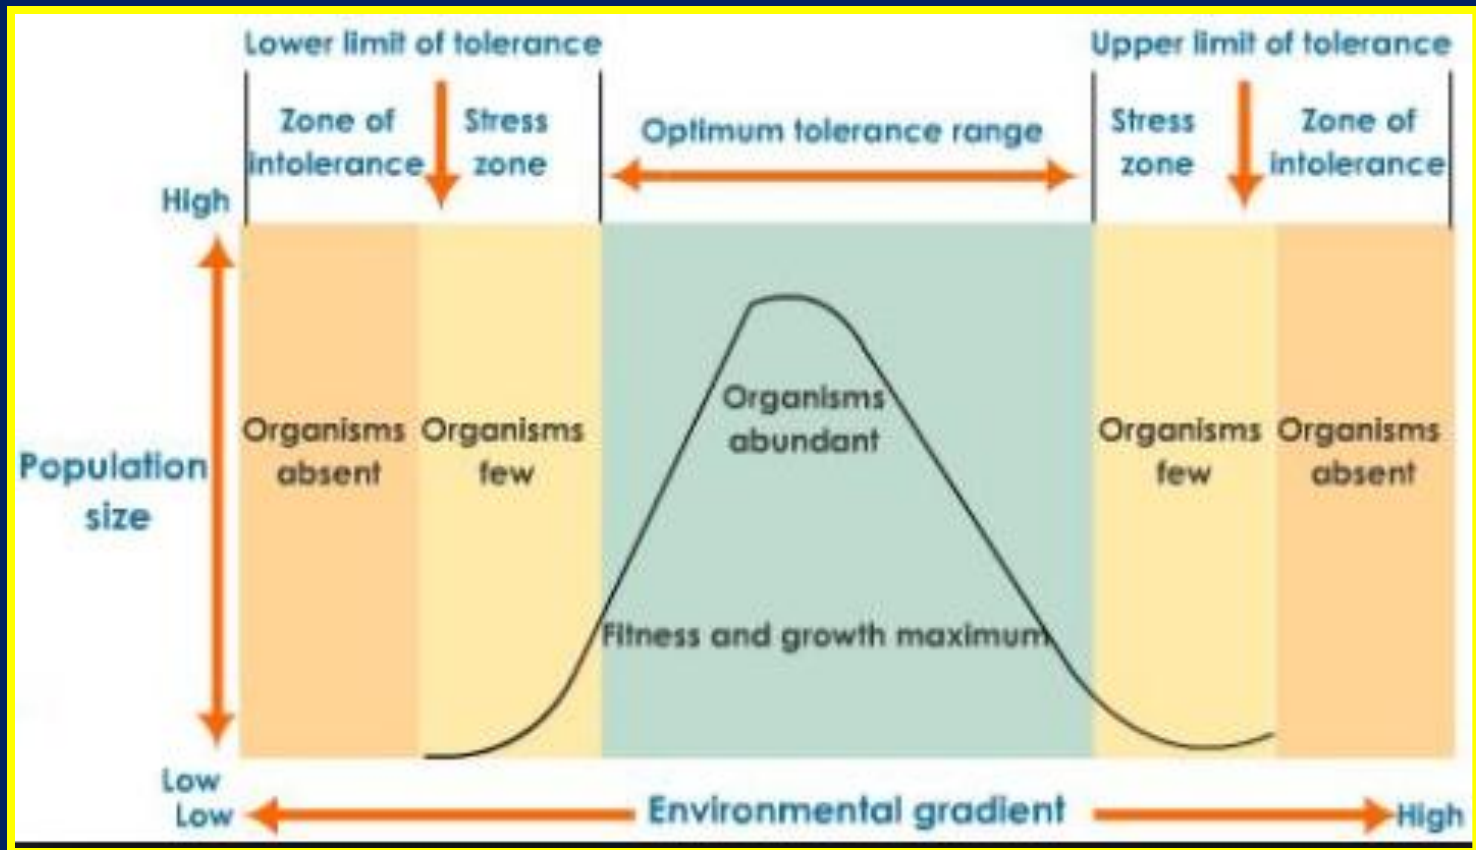 Lower limit of tolerance
Upper limit of tolerance
Zone of
intolerance
Stress
zone
Optimum tolerance range
Stress
zone
Zone of
intolerance
High
Population
size
Organisms
absent
Organisms
few
Organisms
abundant
Fitness and growth maximum
Organisms
few
Organisms
absent
Low
Low
Environmental gradient
High